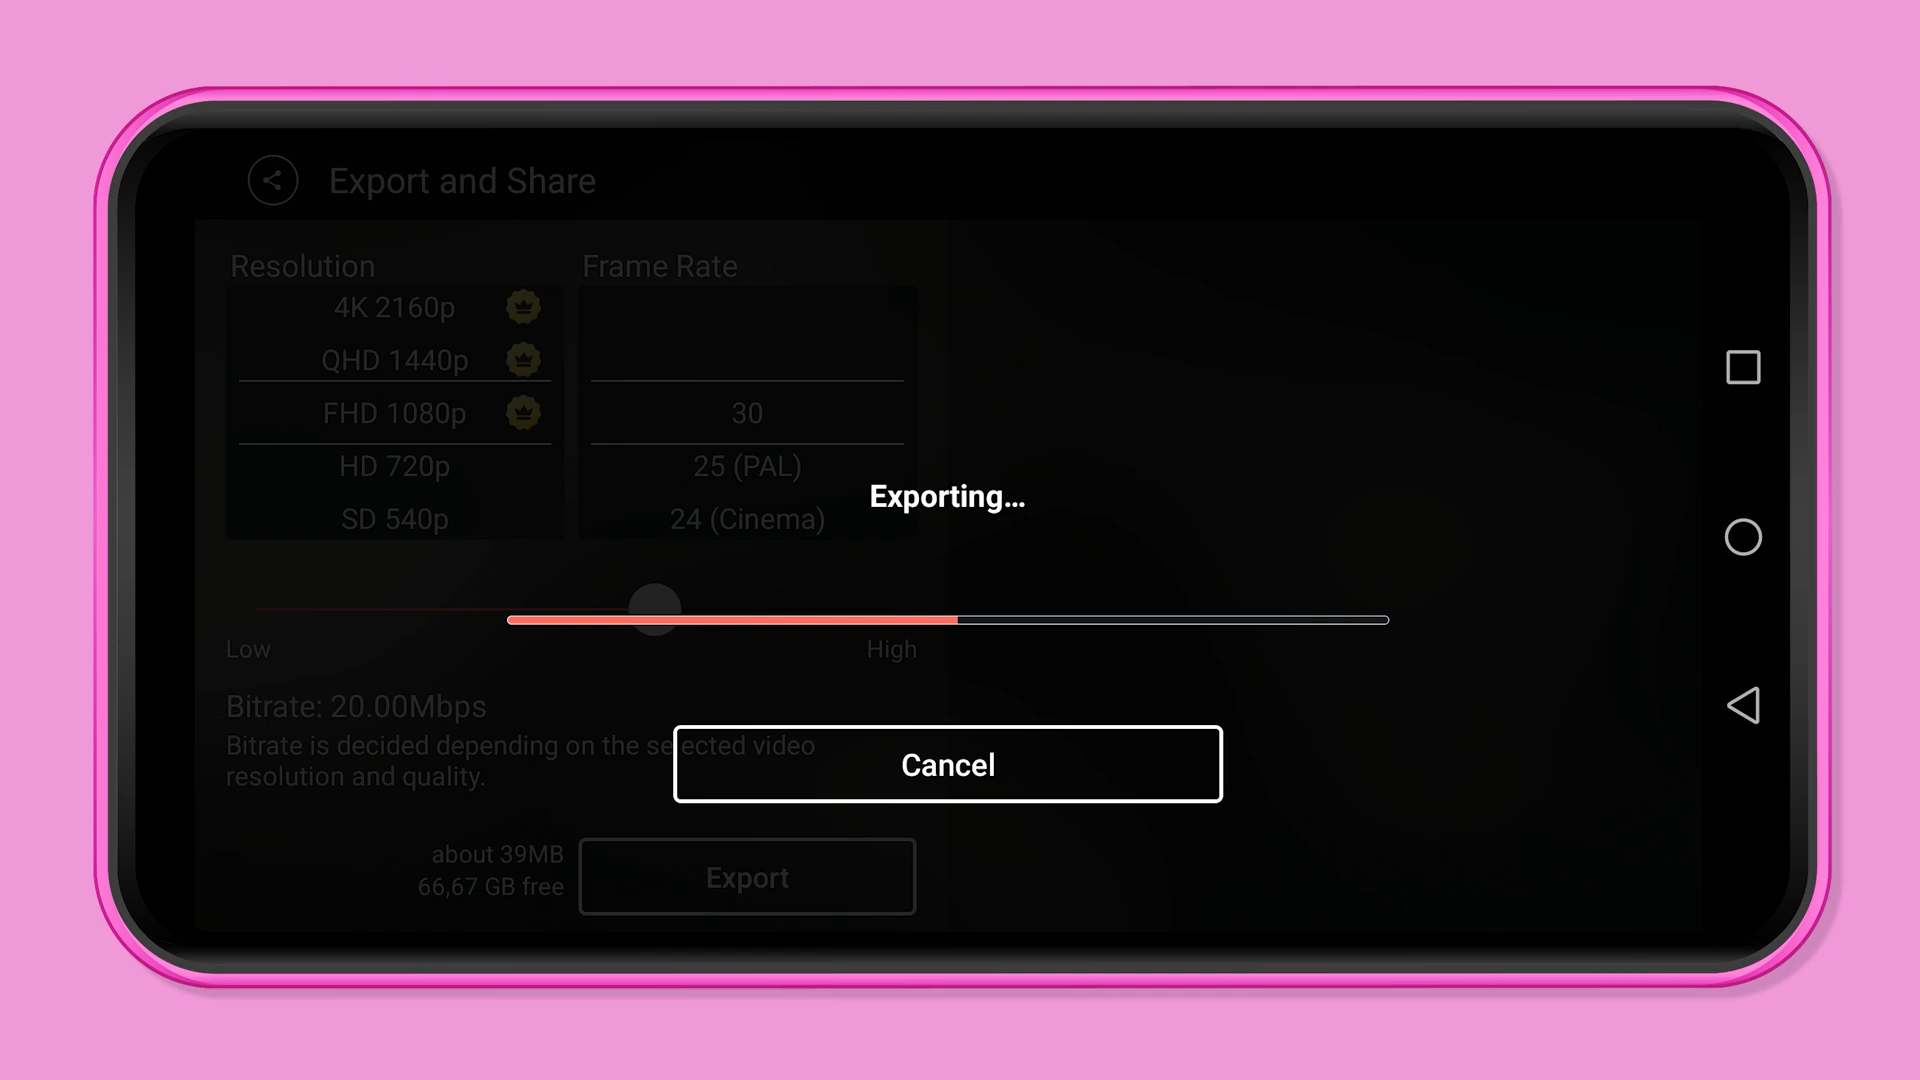 Export and Share
Resolution
Frame Rate
4K 2160p
QHD 1440p
FHD 1080p
HD 720p
SD 540p
30
25 (PAL)
24 (Cinema)
Exporting...
Low
High
Bitrate: 20.00Mbps
Bitrate is decided depending on the selected video
resolution and quality.
Cancel
about 39MB
66,67 GB free
Export